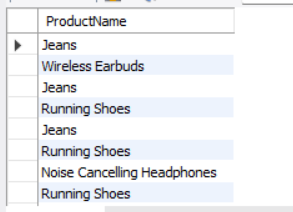 ProductName
Jeans
Wireless Earbuds
Jeans
Running Shoes
Jeans
Running Shoes
Noise Cancelling Headphones
Running Shoes